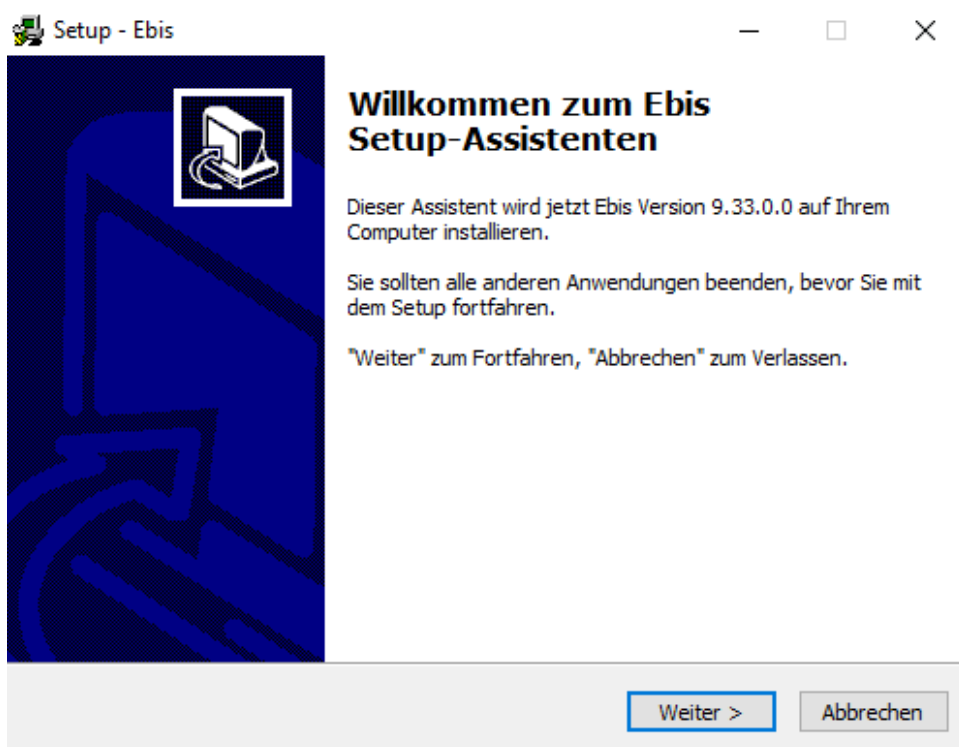 Setup - Ebis
Willkommen zum Ebis
Setup-Assistenten
Dieser Assistent wird jetzt Ebis Version 9.33.0.0 auf Ihrem
Computer installieren.
Sie sollten alle anderen Anwendungen beenden, bevor Sie mit
dem Setup fortfahren.
"Weiter" zum Fortfahren, "Abbrechen" zum Verlassen.
Weiter >
Abbrechen